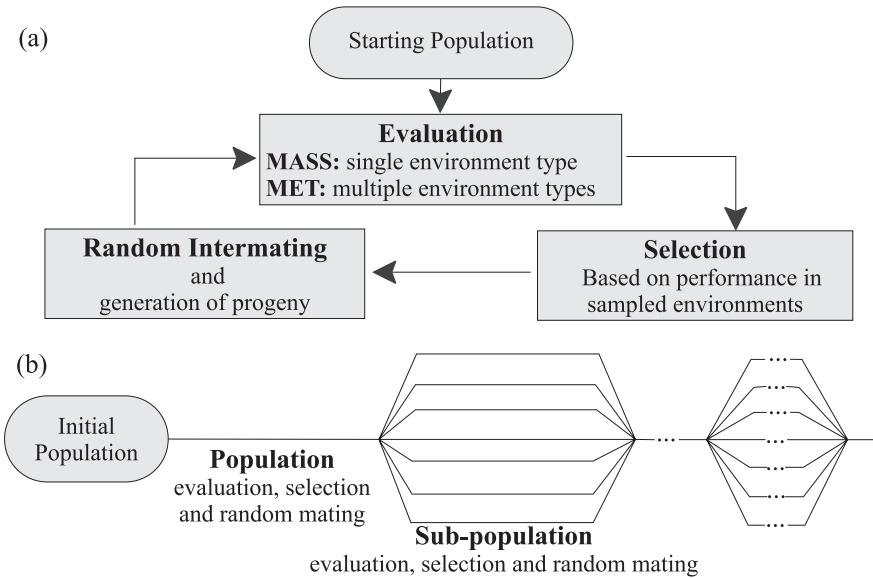 (a)
Starting Population
Evaluation
MASS: single environment type
MET: multiple environment types
Random Intermating
and
generation of progeny
Selection
Based on performance in
sampled environments
(b)
Initial
Population
Population
evaluation, selection
and random mating
...
...
...
...
...
...
...
...
Sub-population
evaluation, selection and random mating